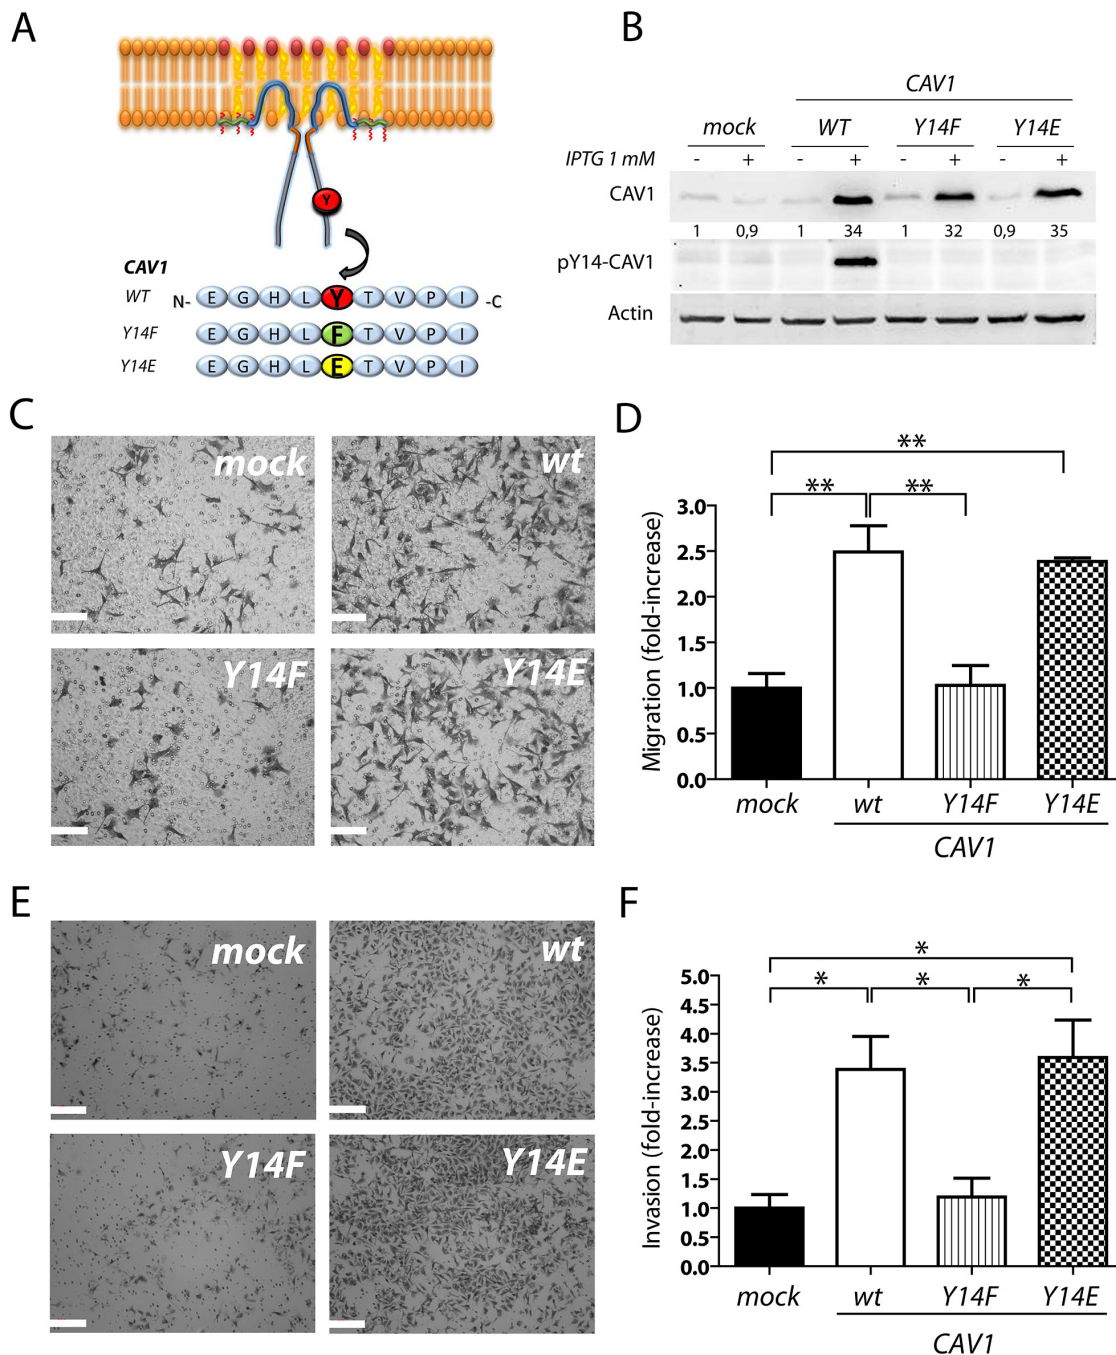 A
Y
CAV1
WT N- E G H L Y T V P I -C
Y14F E G H L F T V P I
Y14E E G H L E T V P I
B
CAV1
mock WT Y14F Y14E
IPTG 1 mM - + - + - + - +
CAV1
1 0,9 1 34 1 32 0,9 35
pY14-CAV1
Actin
C
mock
wt
Y14F
Y14E
D
**
** **
Migration (fold-increase)
3.0
2.5
2.0
1.5
1.0
0.5
0.0
mock wt Y14F Y14E
CAV1
E
mock
wt
Y14F
Y14E
F
*
* * *
Invasion (fold-increase)
5.0
4.5
4.0
3.5
3.0
2.5
2.0
1.5
1.0
0.5
0.0
mock wt Y14F Y14E
CAV1